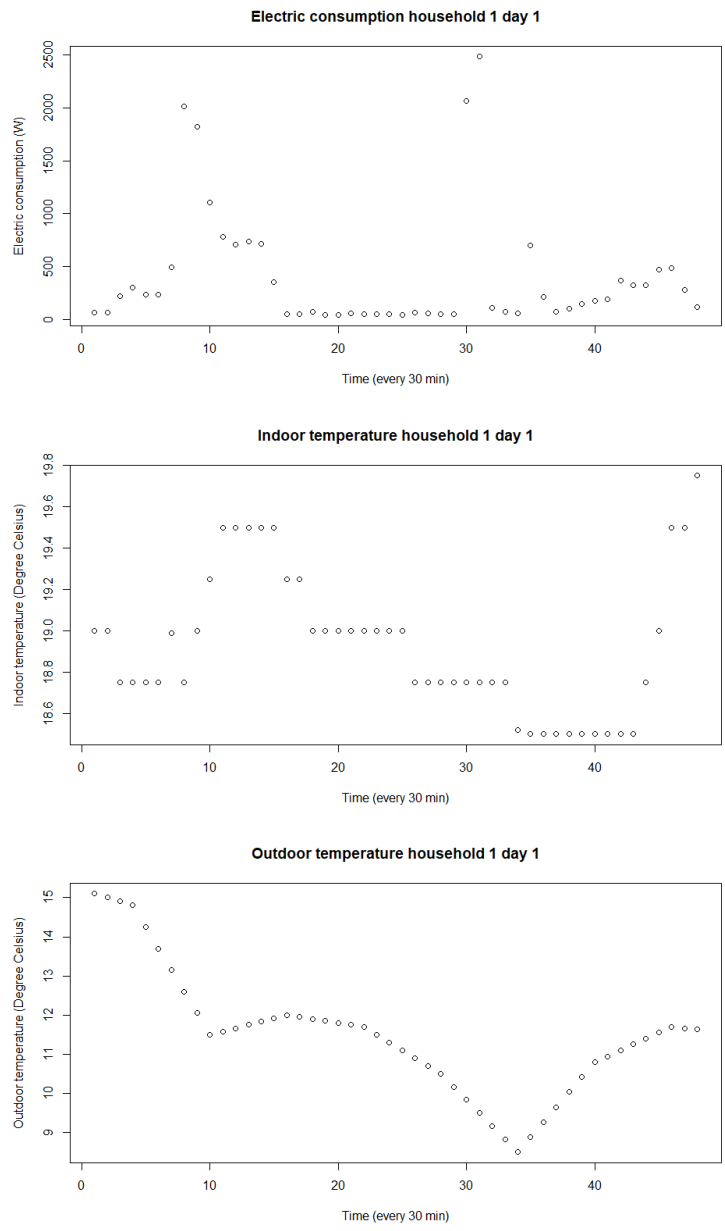 Electric consumption household 1 day 1
Electric consumption (W)
2500
2000
1500
1000
500
0
0 10 20 30 40
Time (every 30 min)
Indoor temperature household 1 day 1
Indoor temperature (Degree Celsius)
19.8
19.6
19.4
19.2
19.0
18.8
18.6
0 10 20 30 40
Time (every 30 min)
Outdoor temperature household 1 day 1
Outdoor temperature (Degree Celsius)
15
14
13
12
11
10
9
0 10 20 30 40
Time (every 30 min)